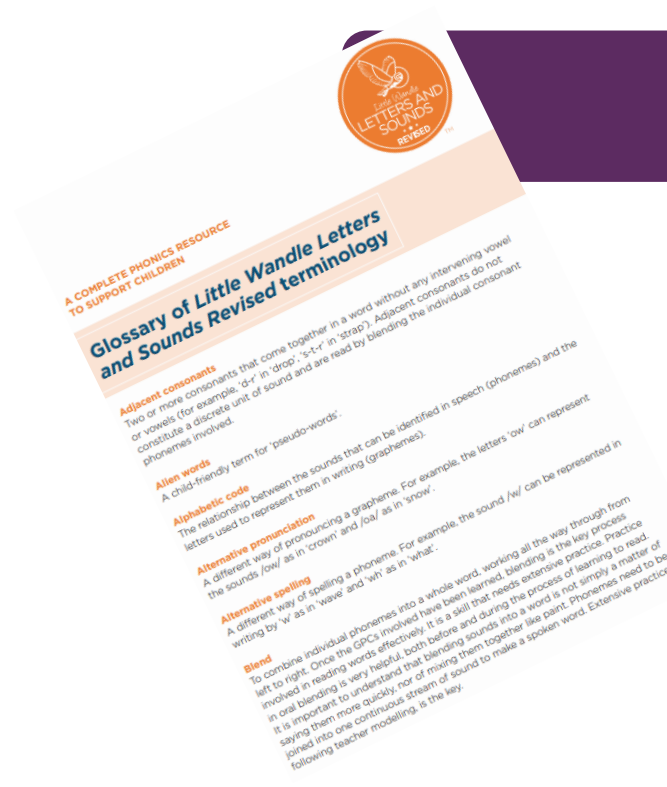 Little Wandle
LETTERS AND
SOUNDS
REVISED
TM
A COMPLETE PHONICS RESOURCE
TO SUPPORT CHILDREN
Glossary of Little Wandle Letters
and Sounds Revised terminology
Adjacent consonants
Two or more consonants that come together in a word without any intervening vowel
or vowels (for example, 'd-r' in 'drop', 's-t-r' in 'strap'). Adjacent consonants do not
constitute a discrete unit of sound and are read by blending the individual consonant
phonemes involved.
Alien words
A child-friendly term for 'pseudo-words'.
Alphabetic code
The relationship between the sounds that can be identified in speech (phonemes) and the
letters used to represent them in writing (graphemes).
Alternative pronunciation
A different way of pronouncing a grapheme. For example, the letters 'ow' can represent
the sounds /ow/ as in 'crown' and /oa/ as in 'snow'.
Alternative spelling
A different way of spelling a phoneme. For example, the sound /w/ can be represented in
writing by 'w' as in 'wave' and 'wh' as in 'what'.
Blend
To combine individual phonemes into a whole word, working all the way through from
left to right. Once the GPCs involved have been learned, blending is the key process
involved in reading words effectively. It is a skill that needs extensive practice. Practice
in oral blending is very helpful, both before and during the process of learning to read.
It is important to understand that blending sounds into a word is not simply a matter of
saying them more quickly, nor of mixing them together like paint. Phonemes need to be
joined into one continuous stream of sound to make a spoken word. Extensive practice
following teacher modelling, is the key.